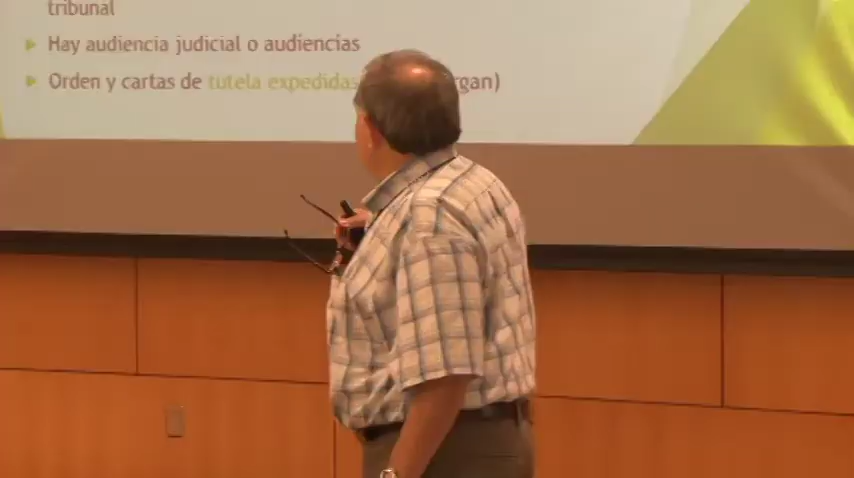 tribunal
Hay audiencia judicial o audiencias
Orden y cartas de tutela expedidas rgan)